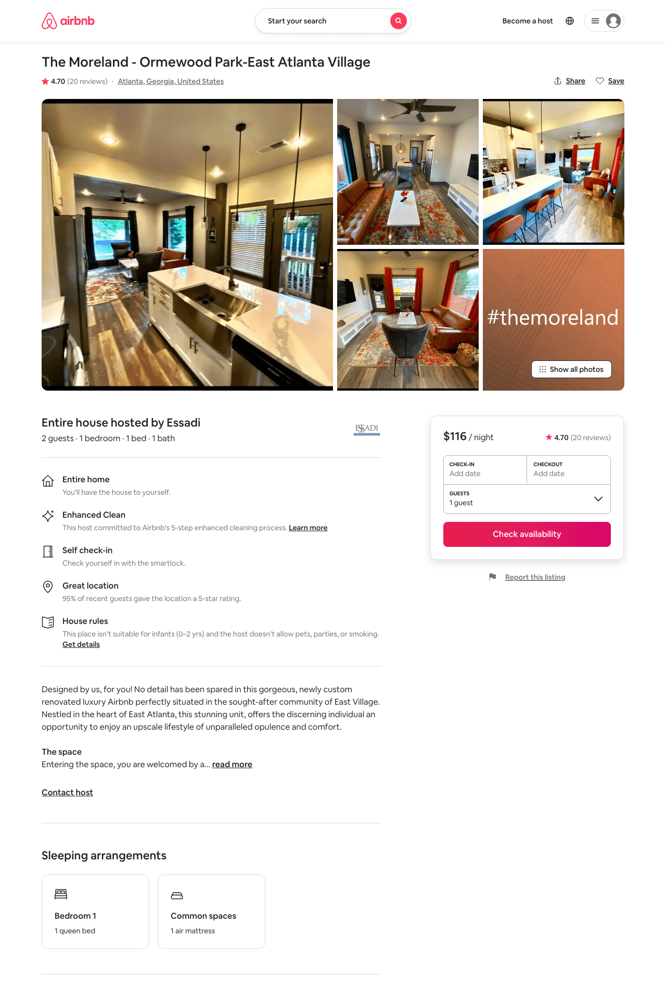 airbnb
Start your search
Become a host
The Moreland - Ormewood Park-East Atlanta Village
4.70 (20 reviews) · Atlanta, Georgia, United States
Share
Save
#themoreland
Show all photos
Entire house hosted by Essadi
2 guests · 1 bedroom · 1 bed · 1 bath
ESSADI
Entire home
You’ll have the house to yourself.
Enhanced Clean
This host committed to Airbnb's 5-step enhanced cleaning process. Learn more
Self check-in
Check yourself in with the smartlock.
Great location
95% of recent guests gave the location a 5-star rating.
House rules
This place isn’t suitable for infants (0–2 yrs) and the host doesn’t allow pets, parties, or smoking.
Get details
Designed by us, for you! No detail has been spared in this gorgeous, newly custom
renovated luxury Airbnb perfectly situated in the sought-after community of East Village.
Nestled in the heart of East Atlanta, this stunning unit, offers the discerning individual an
opportunity to enjoy an upscale lifestyle of unparalleled opulence and comfort.
The space
Entering the space, you are welcomed by a... read more
Contact host
Sleeping arrangements
Bedroom 1
1 queen bed
Common spaces
1 air mattress
$116 / night
4.70 (20 reviews)
CHECK-IN
Add date
CHECKOUT
Add date
GUESTS
1 guest
Check availability
Report this listing